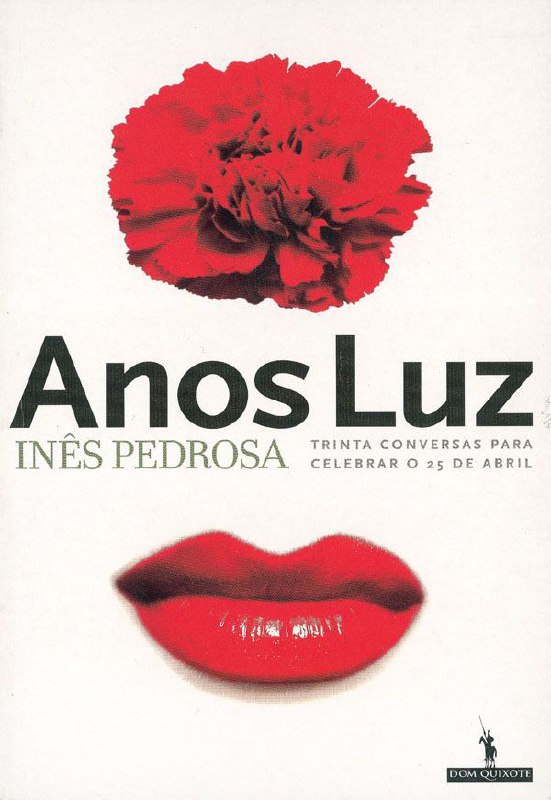 Anos Luz
INÊS PEDROSA
TRINTA CONVERSAS PARA
CELEBRAR O 25 DE ABRIL
DOM QUIXOTE